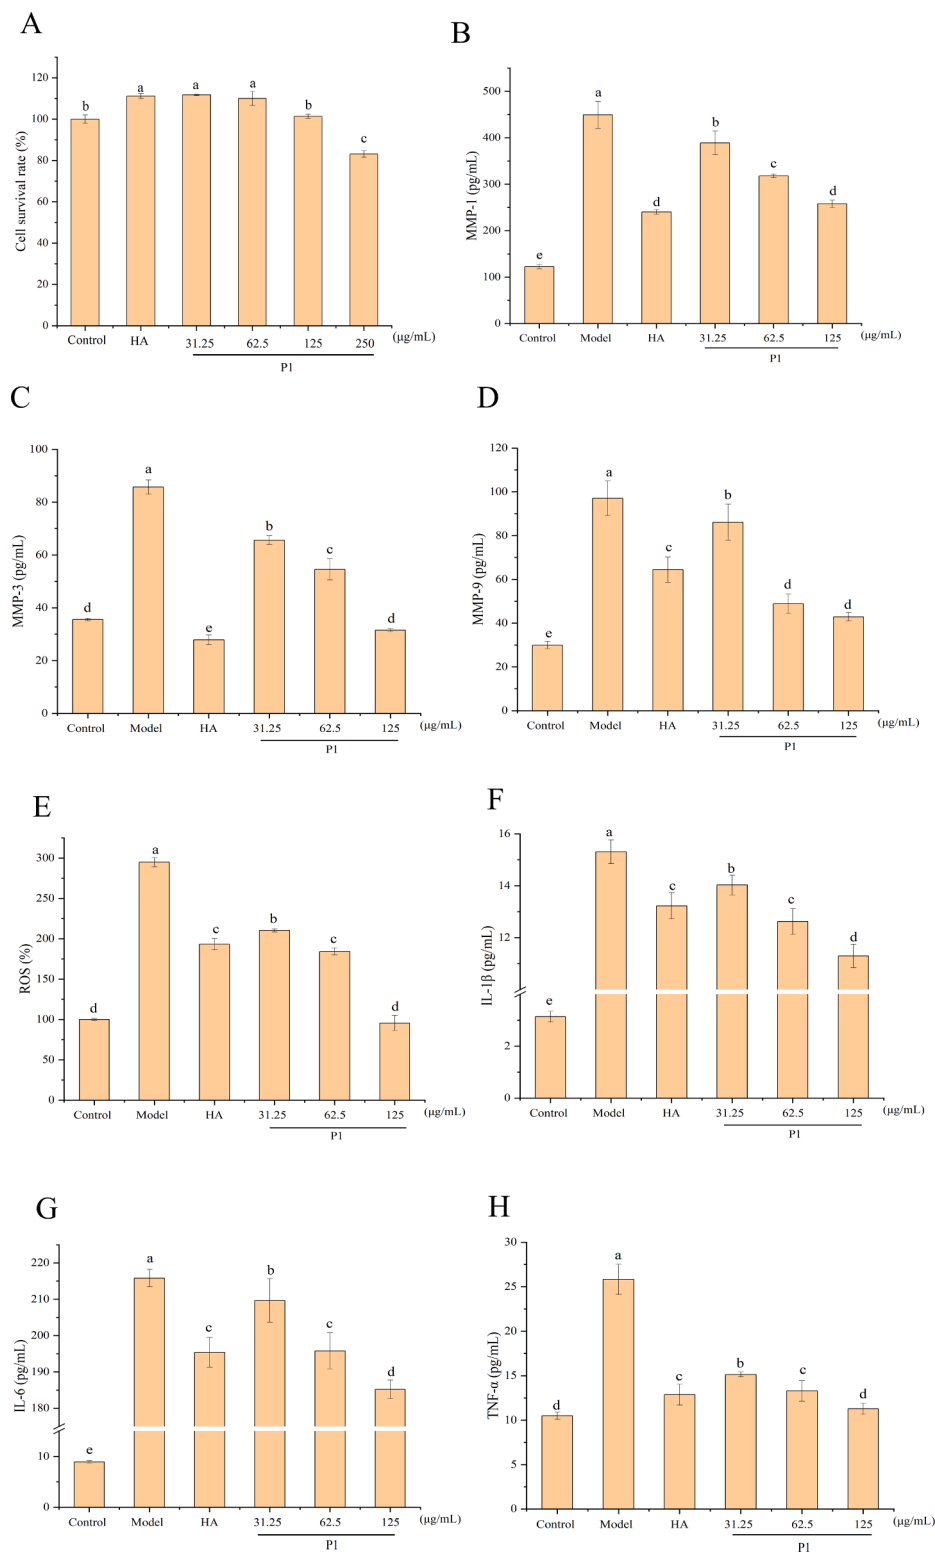 A
Cell survival rate (%)
120
100
80
60
40
20
0
b
a
a
a
b
c
Control
HA
31.25
62.5
125
250
(μg/mL)
P1
B
MMP-1 (pg/mL)
500
400
300
200
100
0
e
a
d
b
c
d
Control
Model
HA
31.25
62.5
125
(μg/mL)
P1
C
MMP-3 (pg/mL)
100
80
60
40
20
0
d
a
e
b
c
d
Control
Model
HA
31.25
62.5
125
(μg/mL)
P1
D
MMP-9 (pg/mL)
120
100
80
60
40
20
0
e
a
c
b
d
d
Control
Model
HA
31.25
62.5
125
(μg/mL)
P1
E
ROS (%)
300
250
200
150
100
50
0
d
a
c
b
c
d
Control
Model
HA
31.25
62.5
125
(μg/mL)
P1
F
IL-1β (pg/mL)
16
14
12
2
0
e
a
c
b
c
d
Control
Model
HA
31.25
62.5
125
(μg/mL)
P1
G
IL-6 (pg/mL)
220
210
200
190
180
10
0
e
a
c
b
c
d
Control
Model
HA
31.25
62.5
125
(μg/mL)
P1
H
TNF-α (pg/mL)
30
25
20
15
10
5
0
d
a
c
b
c
d
Control
Model
HA
31.25
62.5
125
(μg/mL)
P1